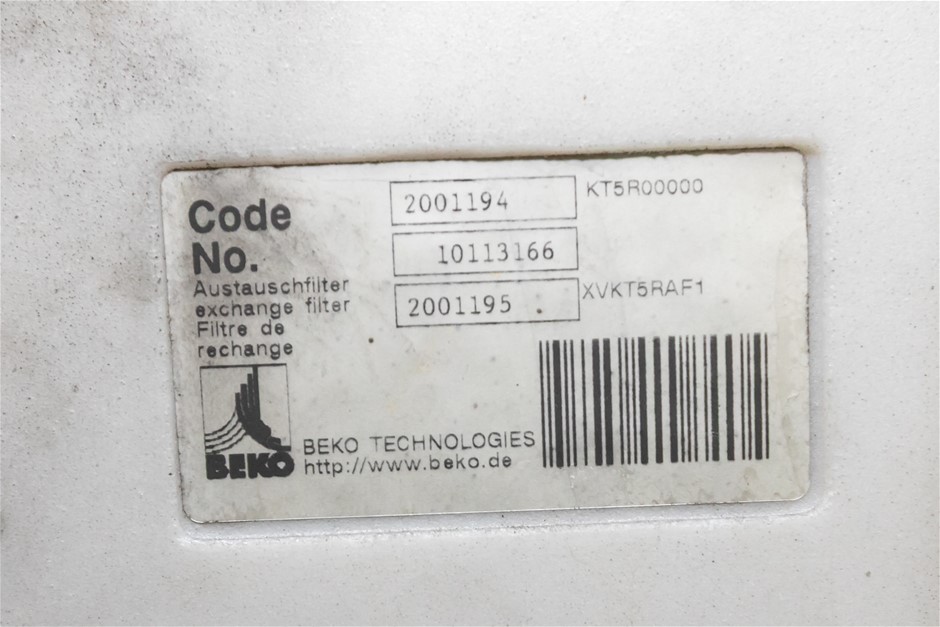 Code 2001194 KT5R00000
No. 10113166
Austauschfilter
exchange filter 2001195 XVKT5RAF1
Filtre de
rechange
BEKO
BEKO TECHNOLOGIES
http://www.beko.de